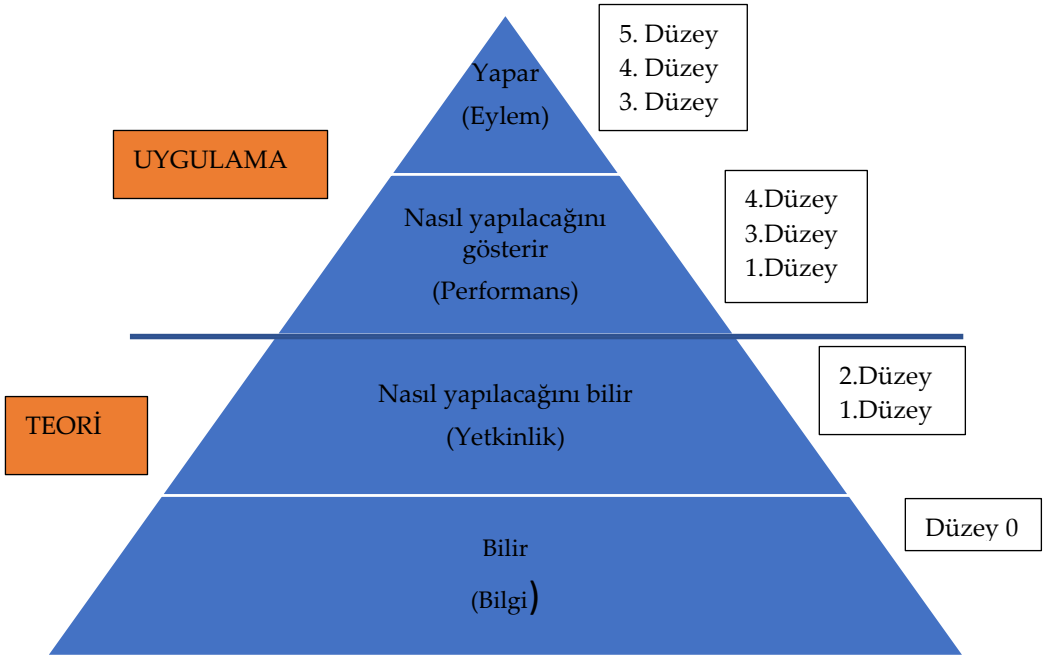 Yapar
(Eylem)
5. Düzey
4. Düzey
3. Düzey
UYGULAMA
Nasıl yapılacağını
gösterir
(Performans)
4.Düzey
3.Düzey
1.Düzey
Nasıl yapılacağını bilir
(Yetkinlik)
2.Düzey
1.Düzey
TEORİ
Bilir
(Bilgi)
Düzey 0